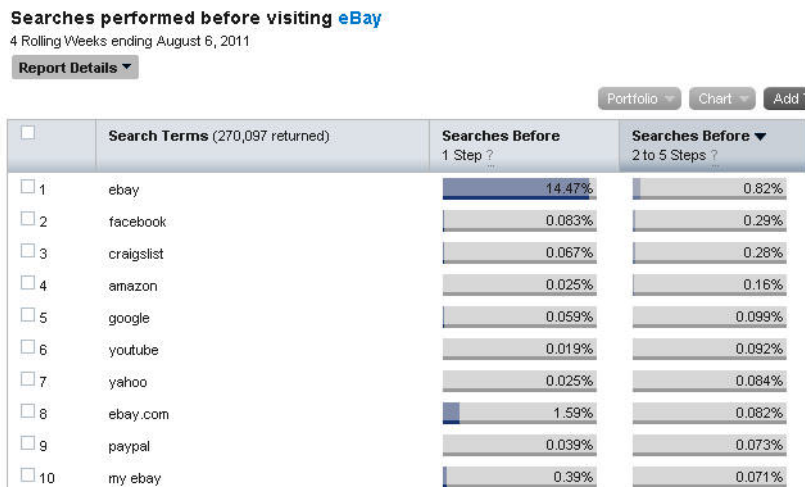 Searches performed before visiting eBay
4 Rolling Weeks ending August 6, 2011
Report Details
Portfolio Chart Add
Search Terms (270,097 returned) Searches Before Searches Before
1 Step ? 2 to 5 Steps ?
1 ebay 14.47% 0.82%
2 facebook 0.083% 0.29%
3 craigslist 0.067% 0.28%
4 amazon 0.025% 0.16%
5 google 0.059% 0.099%
6 youtube 0.019% 0.092%
7 yahoo 0.025% 0.084%
8 ebay.com 1.59% 0.082%
9 paypal 0.039% 0.073%
10 my ebay 0.39% 0.071%